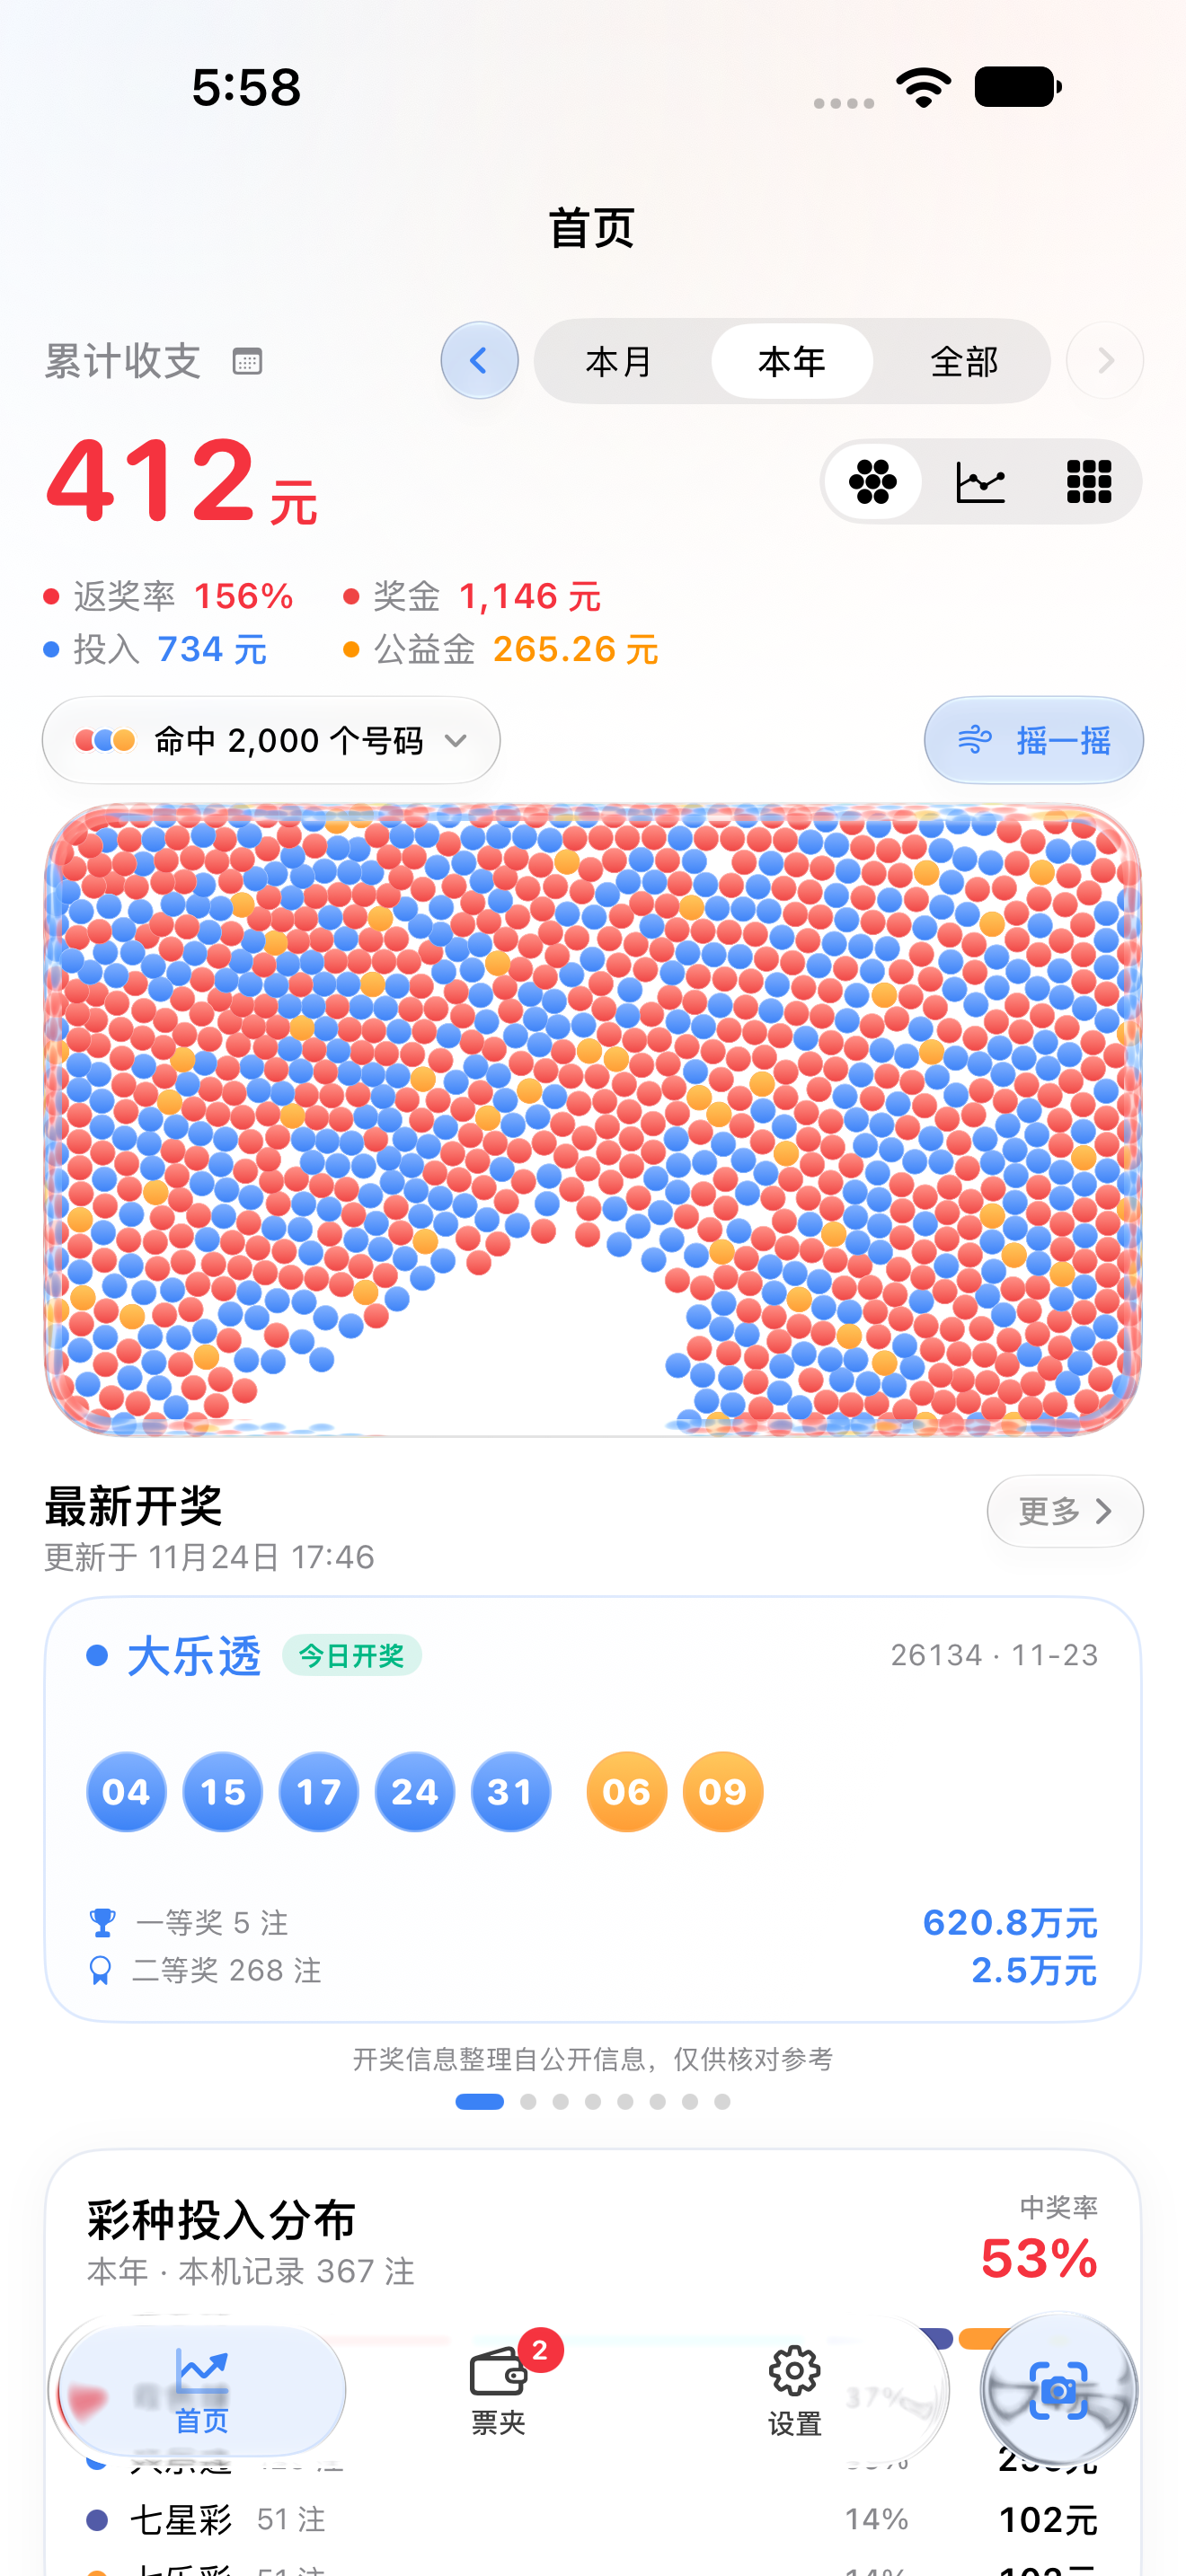 5:58
首页
累计收支
本月 本年 全部
412元
返奖率 156% 奖金 1,146 元
投入 734 元 公益金 265.26 元
命中 2,000 个号码
摇一摇
最新开奖
更多
更新于 11月24日 17:46
大乐透 今日开奖 26134 · 11-23
04 15 17 24 31 06 09
一等奖 5 注 620.8万元
二等奖 268 注 2.5万元
开奖信息整理自公开信息，仅供核对参考
彩种投入分布
中奖率
53%
本年 · 本机记录 367 注
2
37%
首页 票夹 设置
七星彩 51 注 14% 102元